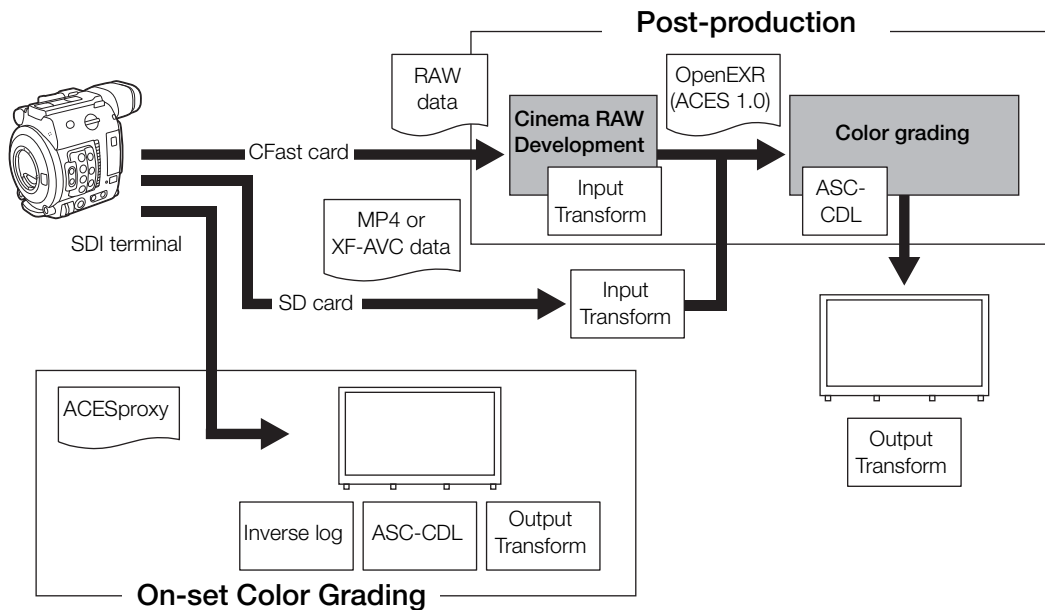 Post-production
RAW
data
OpenEXR
(ACES 1.0)
Cinema RAW
Development
Color grading
CFast card
Input
Transform
ASC-
CDL
MP4 or
XF-AVC data
SDI terminal
SD card
Input
Transform
ACESproxy
Output
Transform
Inverse log
ASC-CDL
Output
Transform
On-set Color Grading